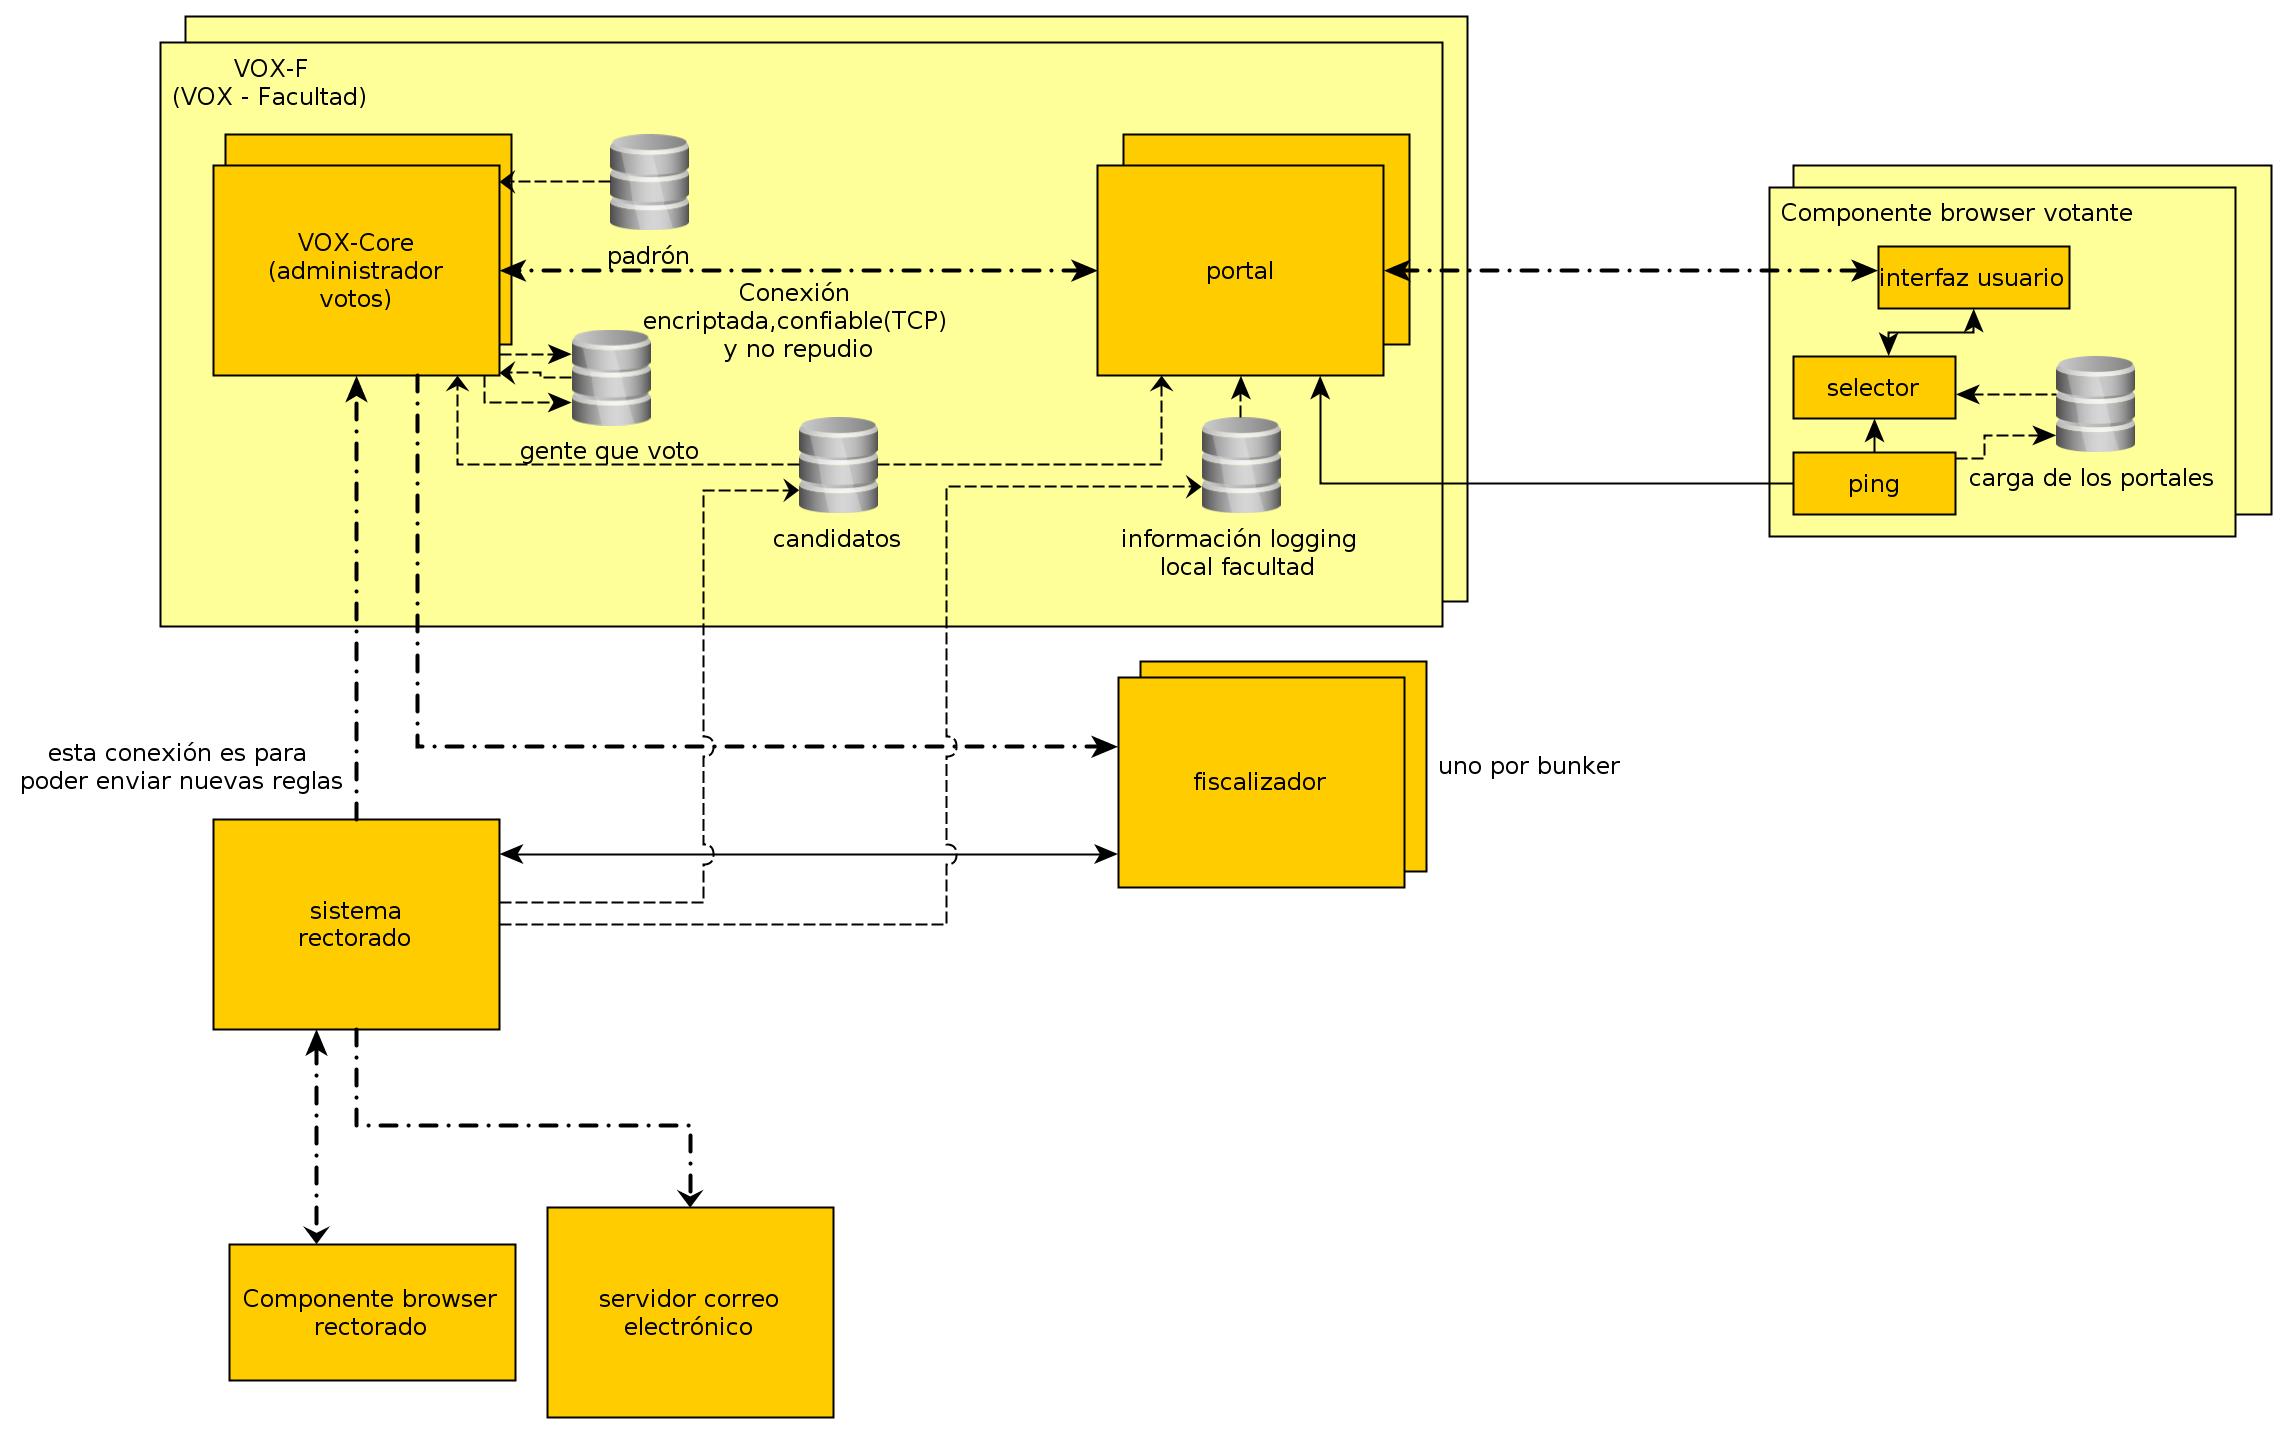 VOX-F
(VOX - Facultad)
VOX-Core
(administrador
votos)
padrón
Conexión
encriptada,confiable(TCP)
y no repudio
gente que voto
candidatos
portal
información logging
local facultad
Componente browser votante
interfaz usuario
selector
ping
carga de los portales
esta conexión es para
poder enviar nuevas reglas
fiscalizador
uno por bunker
sistema
rectorado
Componente browser
rectorado
servidor correo
electrónico